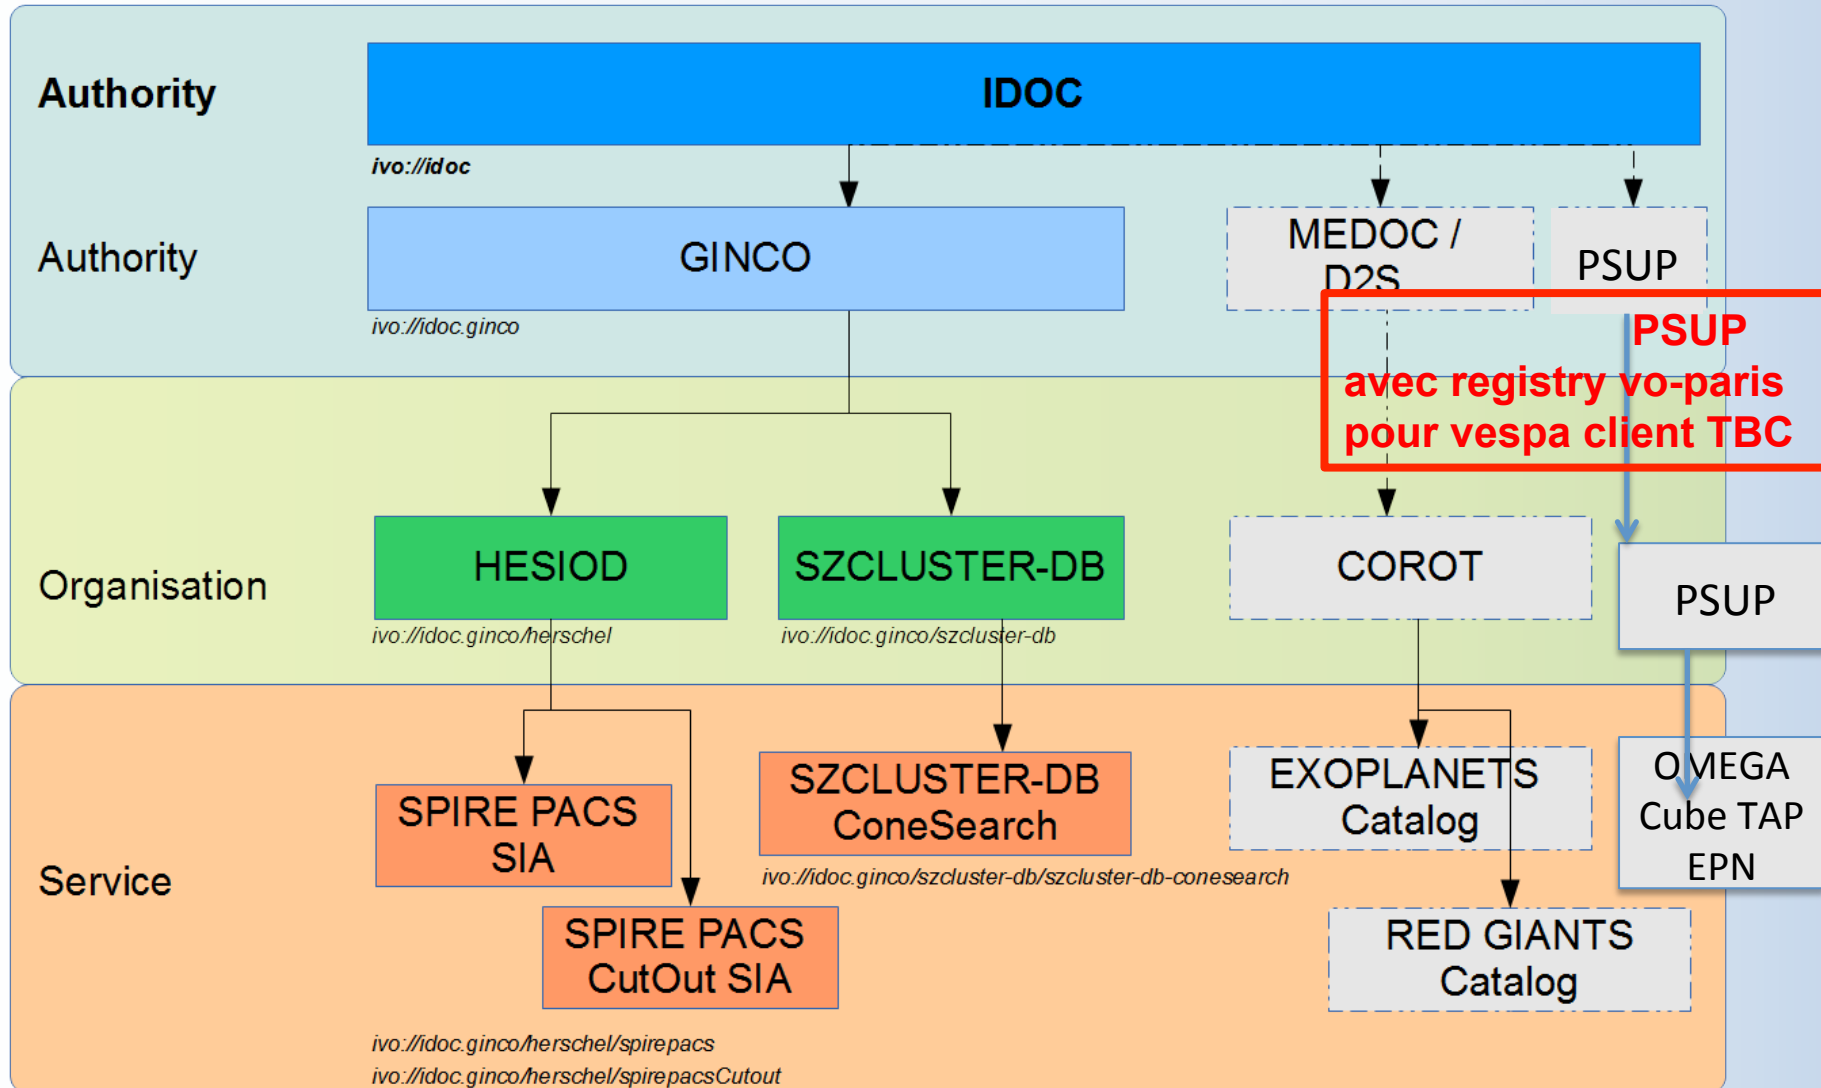 Authority
IDOC
ivo://idoc
Authority
GINCO
MEDOC /
D2S
PSUP
ivo://idoc.ginco
PSUP
avec registry vo-paris
pour vespa client TBC
Organisation
HESIOD
SZCLUSTER-DB
COROT
PSUP
ivo://idoc.ginco/herschel
ivo://idoc.ginco/szcluster-db
Service
SPIRE PACS
SIA
SZCLUSTER-DB
ConeSearch
EXOPLANETS
Catalog
OMEGA
Cube TAP
EPN
ivo://idoc.ginco/szcluster-db/szcluster-db-conesearch
SPIRE PACS
CutOut SIA
RED GIANTS
Catalog
ivo://idoc.ginco/herschel/spirepacs
ivo://idoc.ginco/herschel/spirepacsCutout